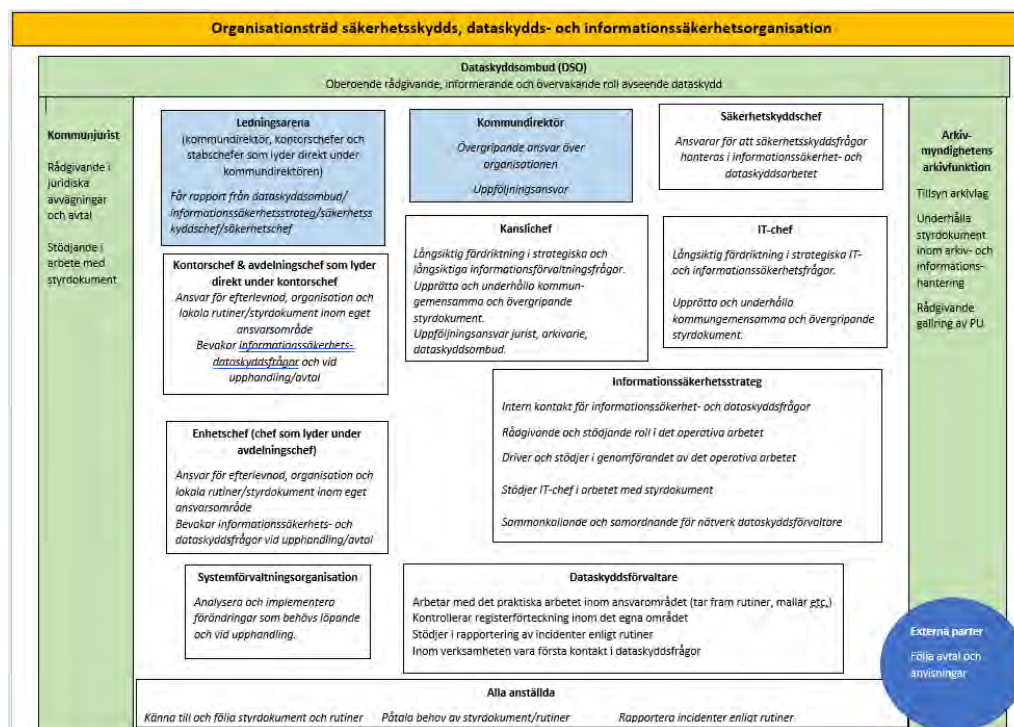 Organisationsträd säkerhetsskydds, dataskydds- och informationssäkerhetsorganisation
Dataskyddsombud (DSO)
Oberoende rådgivande, informerande och övervakande roll avseende dataskydd
Kommunjurist
Rådgivande i
juridiska
avvägningar
och avtal
Stödjande i
arbete med
styrdokument
Ledningsarena
(kommundirektör, kontorschefer och
stabschefer som lyder direkt under
kommundirektören)
Får rapport från dataskyddsombud/
informationssäkerhetsstrateg/säkerhetss
kyddschef/säkerhetschef
Kommundirektör
Övergripande ansvar över
organisationen
Uppföljningsansvar
Säkerhetskyddschef
Ansvarar för att säkerhetsskyddsfrågor
hanteras i informationssäkerhet- och
dataskyddsarbetet
Kontorschef & avdelningschef som lyder
direkt under kontorschef
Ansvar för efterlevnad, organisation och
lokala rutiner/styrdokument inom eget
ansvarsområde
Bevakar informationssäkerhets-
dataskyddsfrågar och vid
upphandling/avtal
Kanslichef
Långsiktig färdriktning i strategiska och
långsiktiga informationsförvaltningsfrågor.
Upprätta och underhålla kommun-
gemensamma och övergripande
styrdokument.
Uppföljningsansvar jurist, arkivarie,
dataskyddsombud.
IT-chef
Långsiktig färdriktning i strategiska IT-
och informationssäkerhetsfrågor.
Upprätta och underhålla
kommungemensamma och övergripande
styrdokument.
Enhetschef (chef som lyder under
avdelningschef)
Ansvar för efterlevnad, organisation och
lokala rutiner/styrdokument inom eget
ansvarsområde
Bevakar informationssäkerhets- och
dataskyddsfrågor vid upphandling/avtal
Informationssäkerhetsstrateg
Intern kontakt för informationssäkerhet- och dataskyddsfrågor
Rådgivande och stödjande roll i det operativa arbetet
Driver och stödjer i genomförandet av det operativa arbetet
Stödjer IT-chef i arbetet med styrdokument
Sammankallande och samordnande för nätverk dataskyddsförvaltare
Systemförvaltningsorganisation
Analysera och implementera
förändringar som behövs löpande
och vid upphandling.
Dataskyddsförvaltare
Arbetar med det praktiska arbetet inom ansvarområdet (tar fram rutiner, mallar etc.)
Kontrollerar registerförteckning inom det egna området
Stödjer i rapportering av incidenter enligt rutiner
Inom verksamheten vara första kontakt i dataskyddsfrågor
Alla anställda
Känna till och följa styrdokument och rutiner Påtala behov av styrdokument/rutiner Rapportera incidenter enligt rutiner
Arkiv-
myndighetens
arkivfunktion
Tillsyn arkivlag
Underhålla
styrdokument
inom arkiv- och
informations-
hantering
Rådgivande
gallring av PU
Externa parter
Följa avtal och
anvisningar